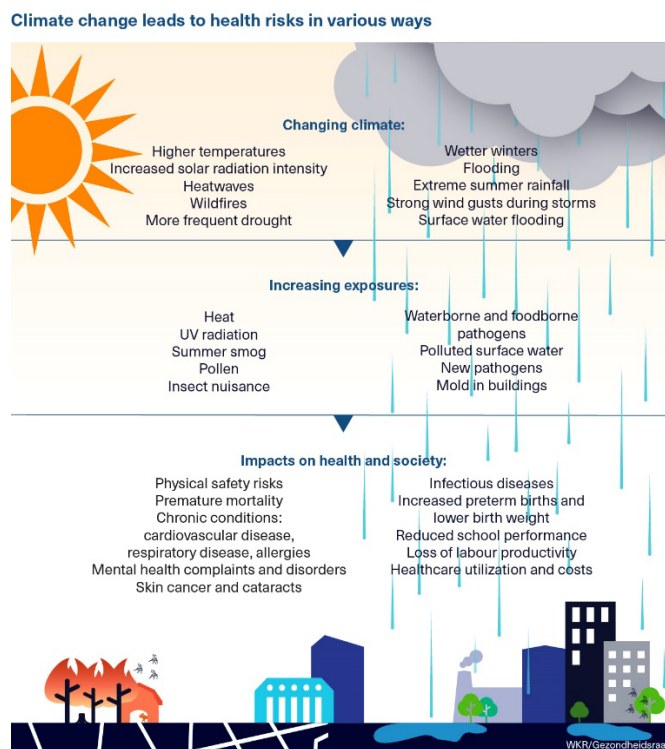 Climate change leads to health risks in various ways
Changing climate:
Higher temperatures
Increased solar radiation intensity
Heatwaves
Wildfires
More frequent drought
Wetter winters
Flooding
Extreme summer rainfall
Strong wind gusts during storms
Surface water flooding
Increasing exposures:
Heat
UV radiation
Summer smog
Pollen
Insect nuisance
Waterborne and foodborne
pathogens
Polluted surface water
New pathogens
Mold in buildings
Impacts on health and society:
Physical safety risks
Premature mortality
Chronic conditions:
cardiovascular disease,
respiratory disease, allergies
Mental health complaints and disorders
Skin cancer and cataracts
Infectious diseases
Increased preterm births and
lower birth weight
Reduced school performance
Loss of labour productivity
Healthcare utilization and costs
WKR/Gezondheidsraad